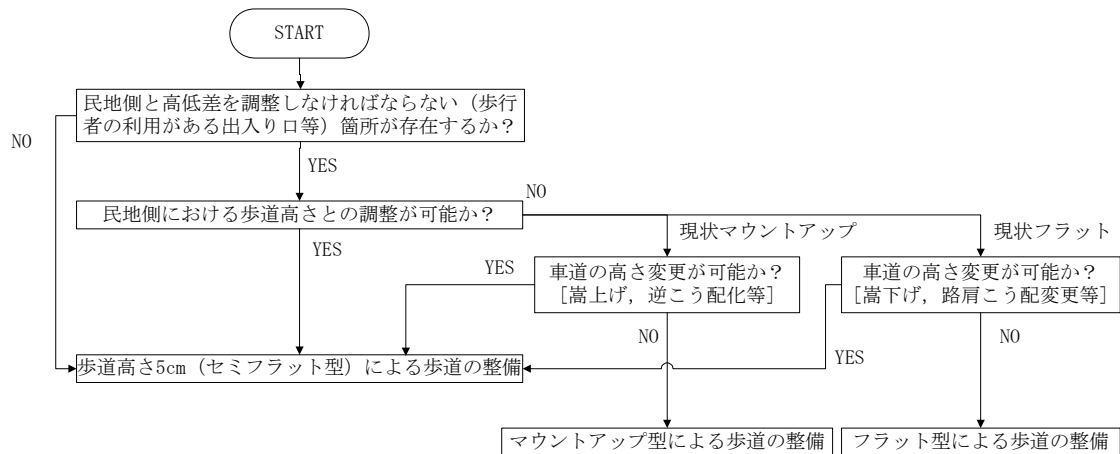 START
民地側と高低差を調整しなければならない（歩行
者の利用がある出入り口等）箇所が存在するか？
NO
YES
NO
民地側における歩道高さとの調整が可能か？
現状マウントアップ
現状フラット
YES
YES
車道の高さ変更が可能か？
[嵩上げ，逆こう配化等]
車道の高さ変更が可能か？
[嵩下げ，路肩こう配変更等]
NO
NO
YES
歩道高さ5cm（セミフラット型）による歩道の整備
マウントアップ型による歩道の整備
フラット型による歩道の整備